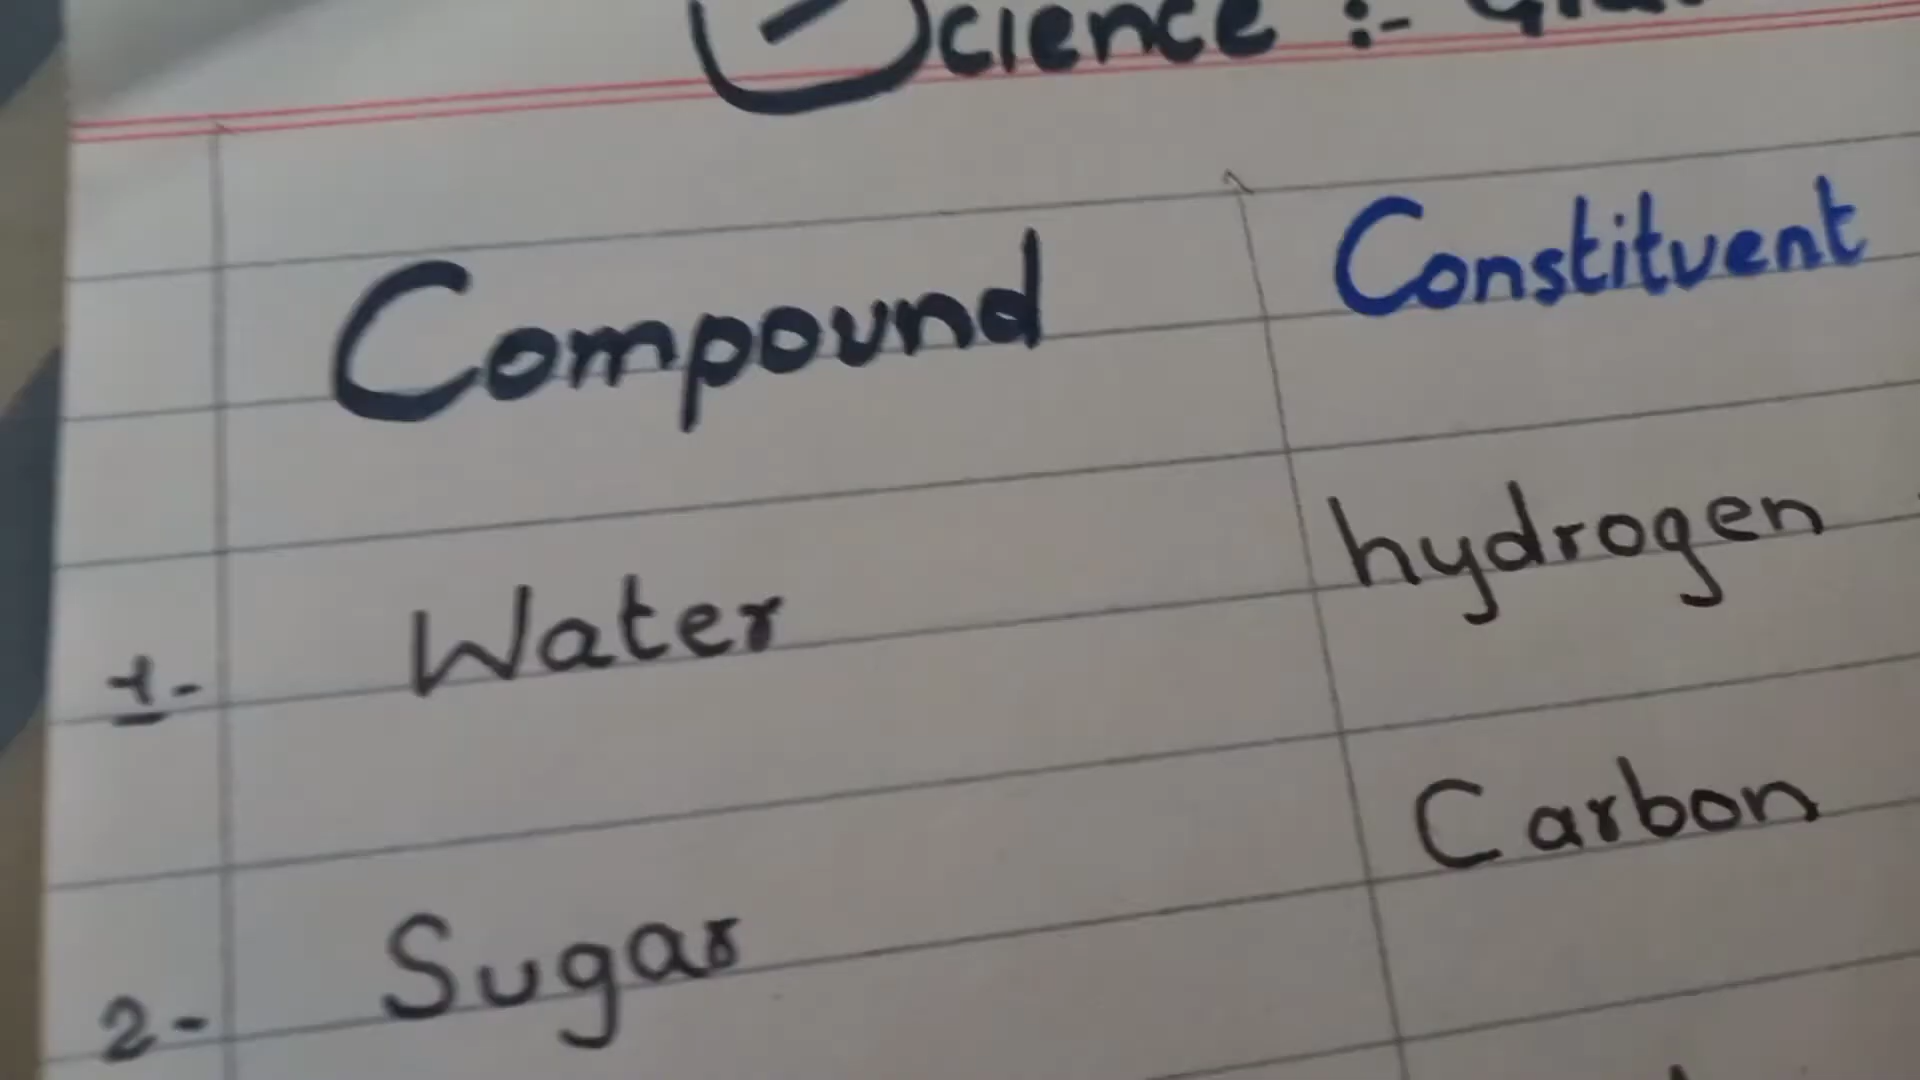 Science :-
Compound Constituent
1- Water hydrogen
Carbon
2- Sugar